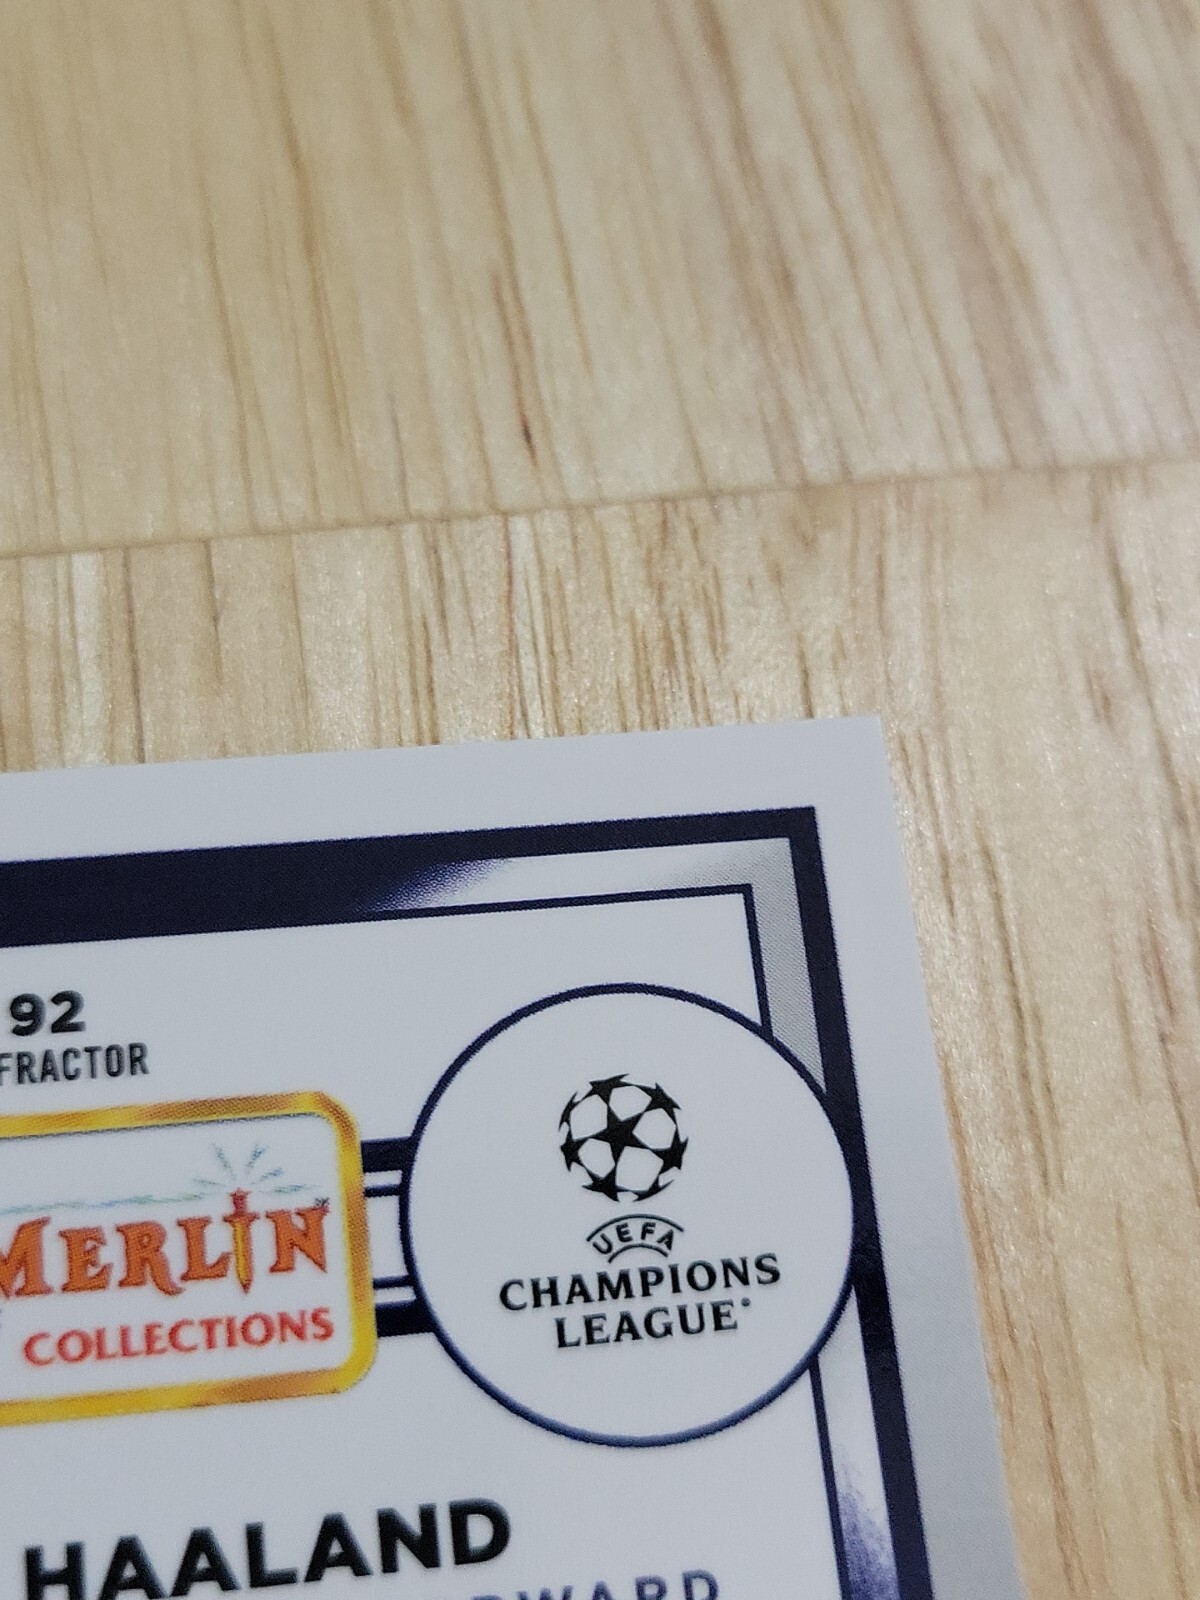 92
FRACTOR
MERLIN
COLLECTIONS
UEFA
CHAMPIONS
LEAGUE
HAALAND